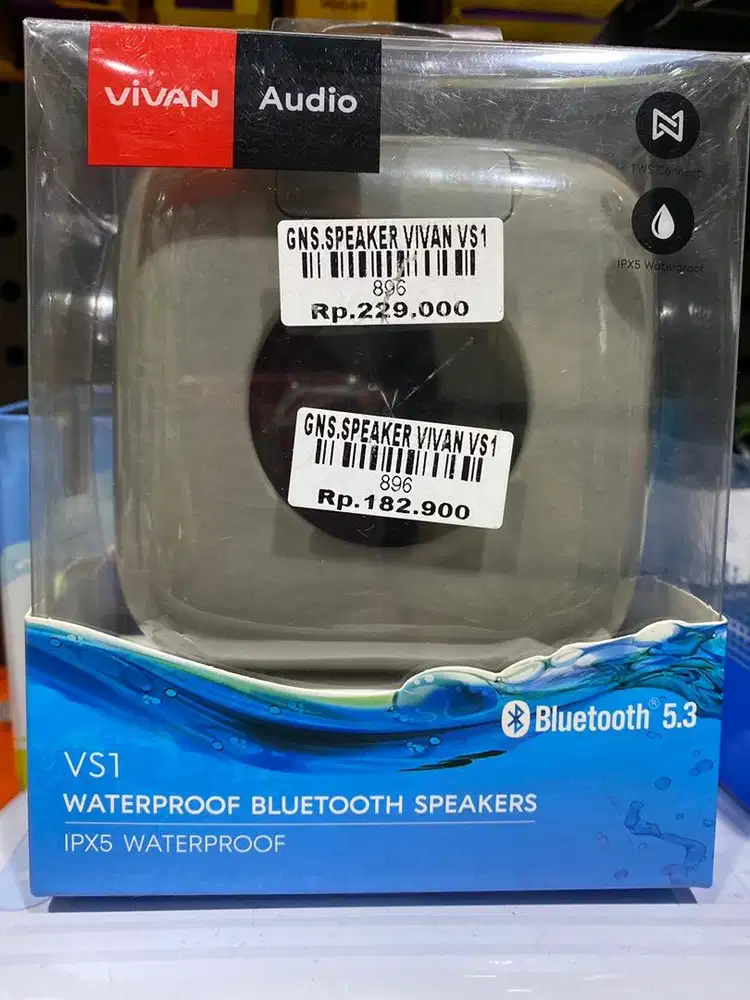 VIVAN Audio
TWS Connect
IPX5 Waterproof
GNS.SPEAKER VIVAN VS1
896
Rp.229.000
GNS.SPEAKER VIVAN VS1
896
Rp.182.900
Bluetooth® 5.3
VS1
WATERPROOF BLUETOOTH SPEAKERS
IPX5 WATERPROOF